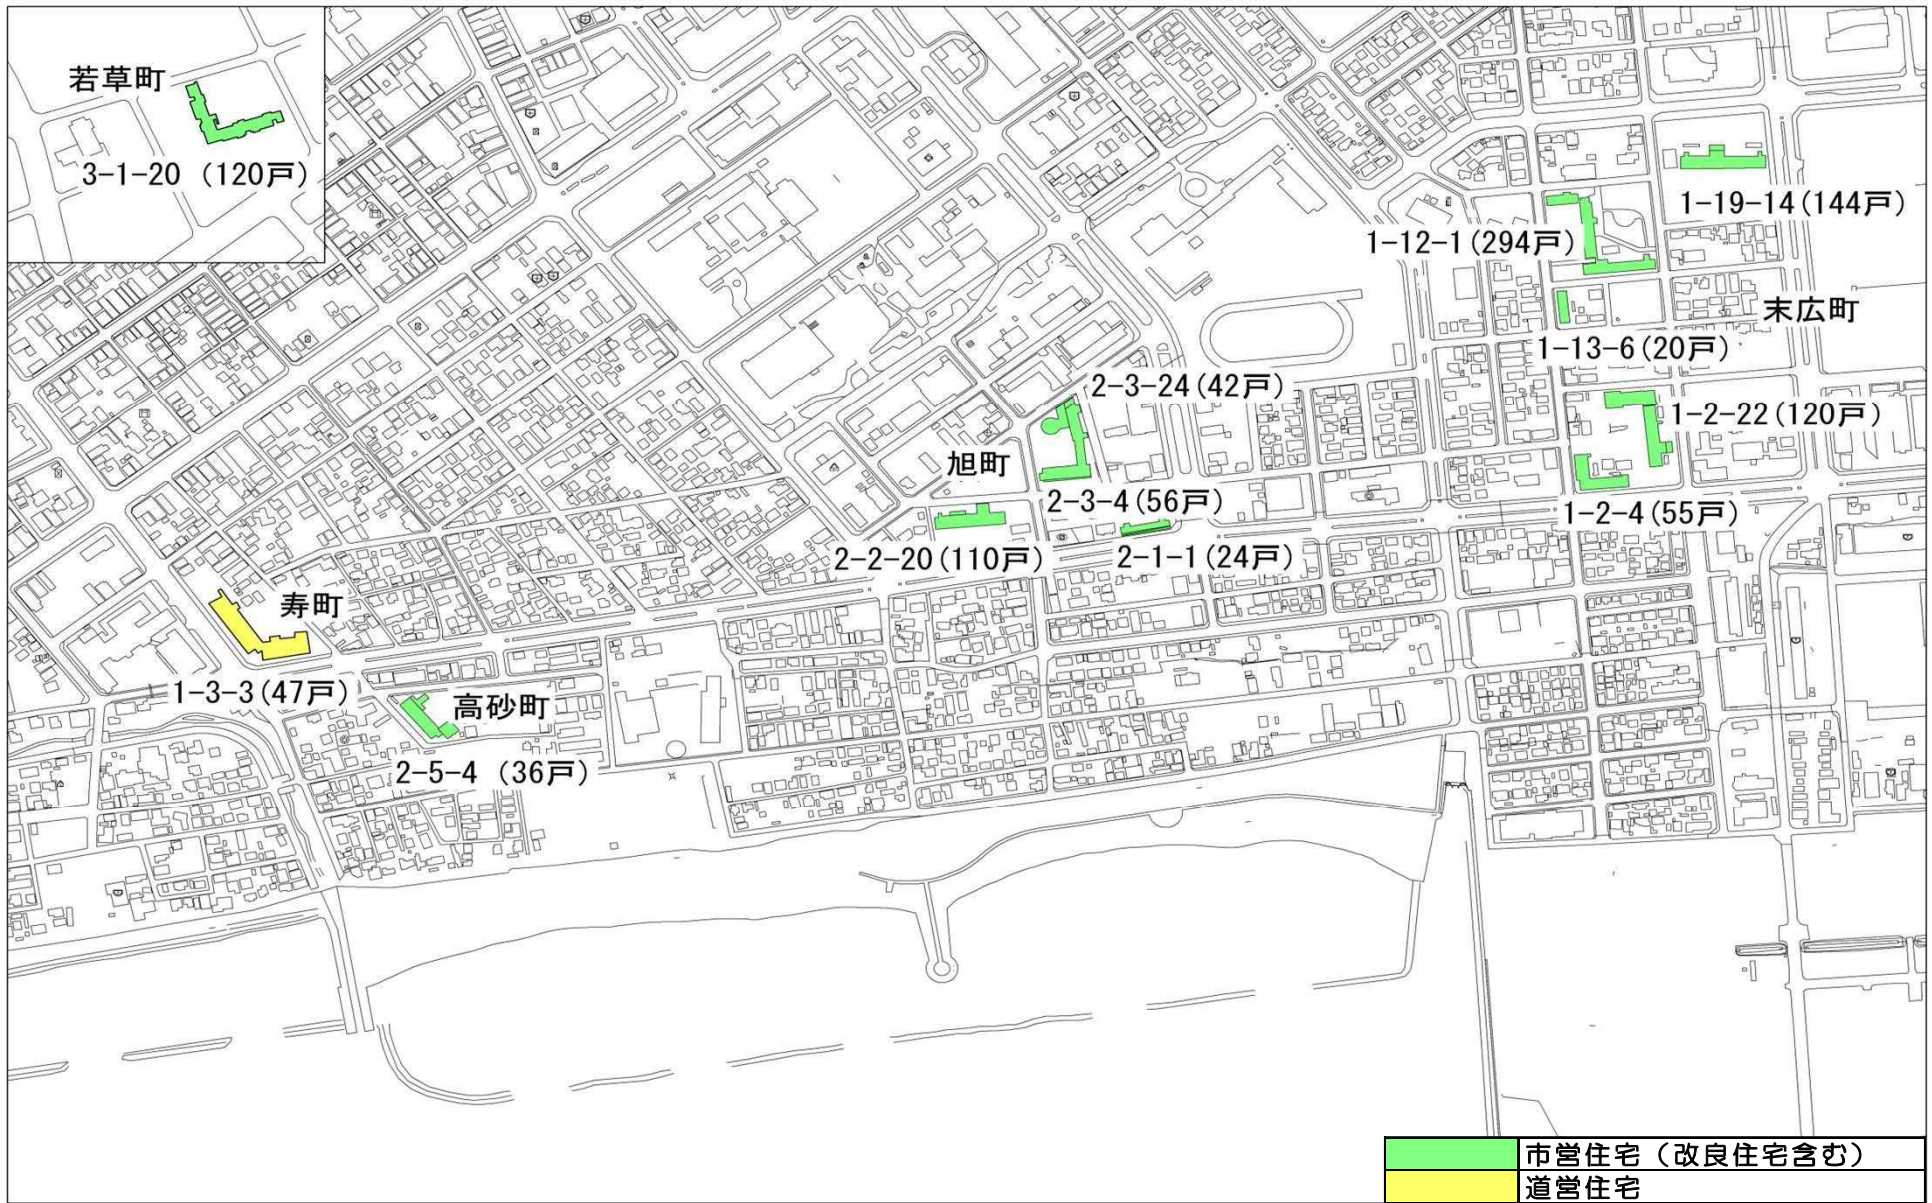 若草町
3-1-20 （120戸）
1-19-14(144戸)
1-12-1(294戸)
末広町
1-13-6(20戸)
2-3-24(42戸)
1-2-22(120戸)
旭町
2-3-4(56戸)
1-2-4(55戸)
2-2-20(110戸)
2-1-1(24戸)
寿町
1-3-3(47戸)
高砂町
2-5-4 （36戸）
市営住宅（改良住宅含む）
道営住宅